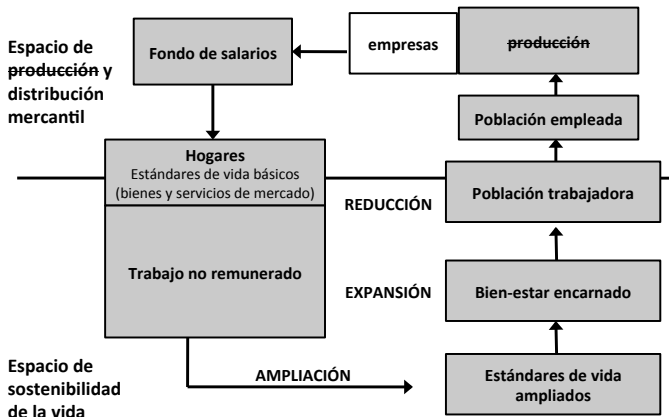 Espacio de
producción y
distribución
mercantil
Fondo de salarios
empresas
producción
Población empleada
Hogares
Estándares de vida básicos
(bienes y servicios de mercado)
REDUCCIÓN
Población trabajadora
Trabajo no remunerado
EXPANSIÓN
Bien-estar encarnado
Espacio de
sostenibilidad
de la vida
AMPLIACIÓN
Estándares de vida
ampliados